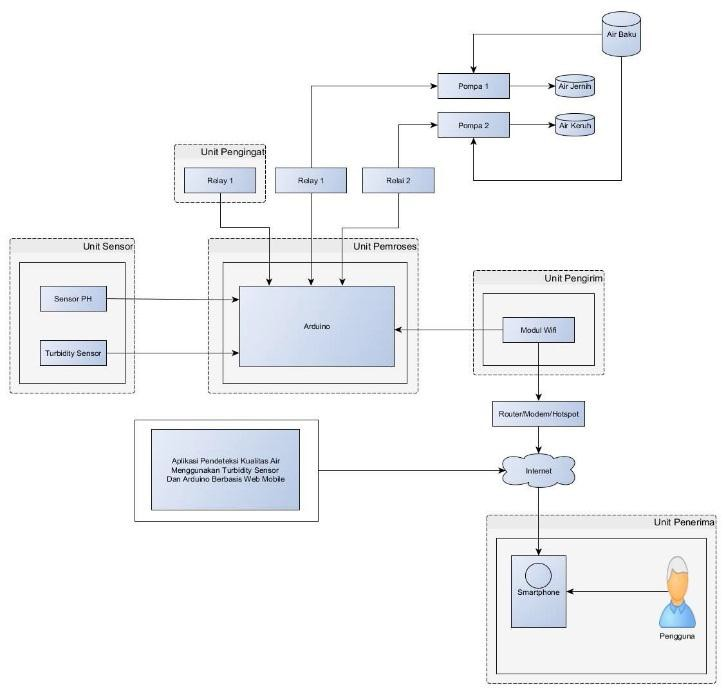 Air Baku
Pompa 1
Air Jernih
Pompa 2
Air Keruh
Unit Pengingat
Relay 1
Relay 1
Relai 2
Unit Sensor
Unit Pemroses
Sensor PH
Turbidity Sensor
Arduino
Unit Pengirim
Modul Wifi
Router/Modem/Hotspot
Aplikasi Pendeteksi Kualitas Air
Menggunakan Turbidity Sensor
Dan Arduino Berbasis Web Mobile
Internet
Unit Penerima
Smartphone
Pengguna